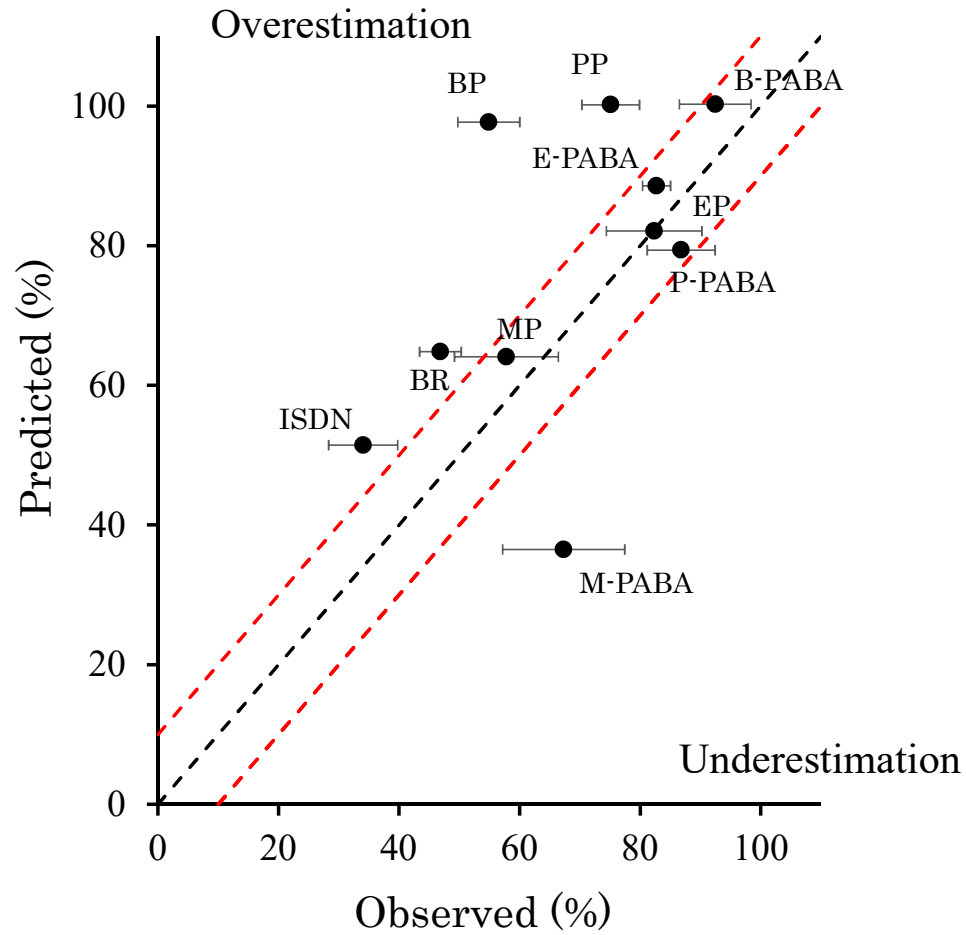 Overestimation
PP
B-PABA
BP
100
E-PABA
EP
80
P-PABA
MP
60
BR
ISDN
40
M-PABA
20
Underestimation
0
0 20 40 60 80 100
Observed (%)
Predicted (%)